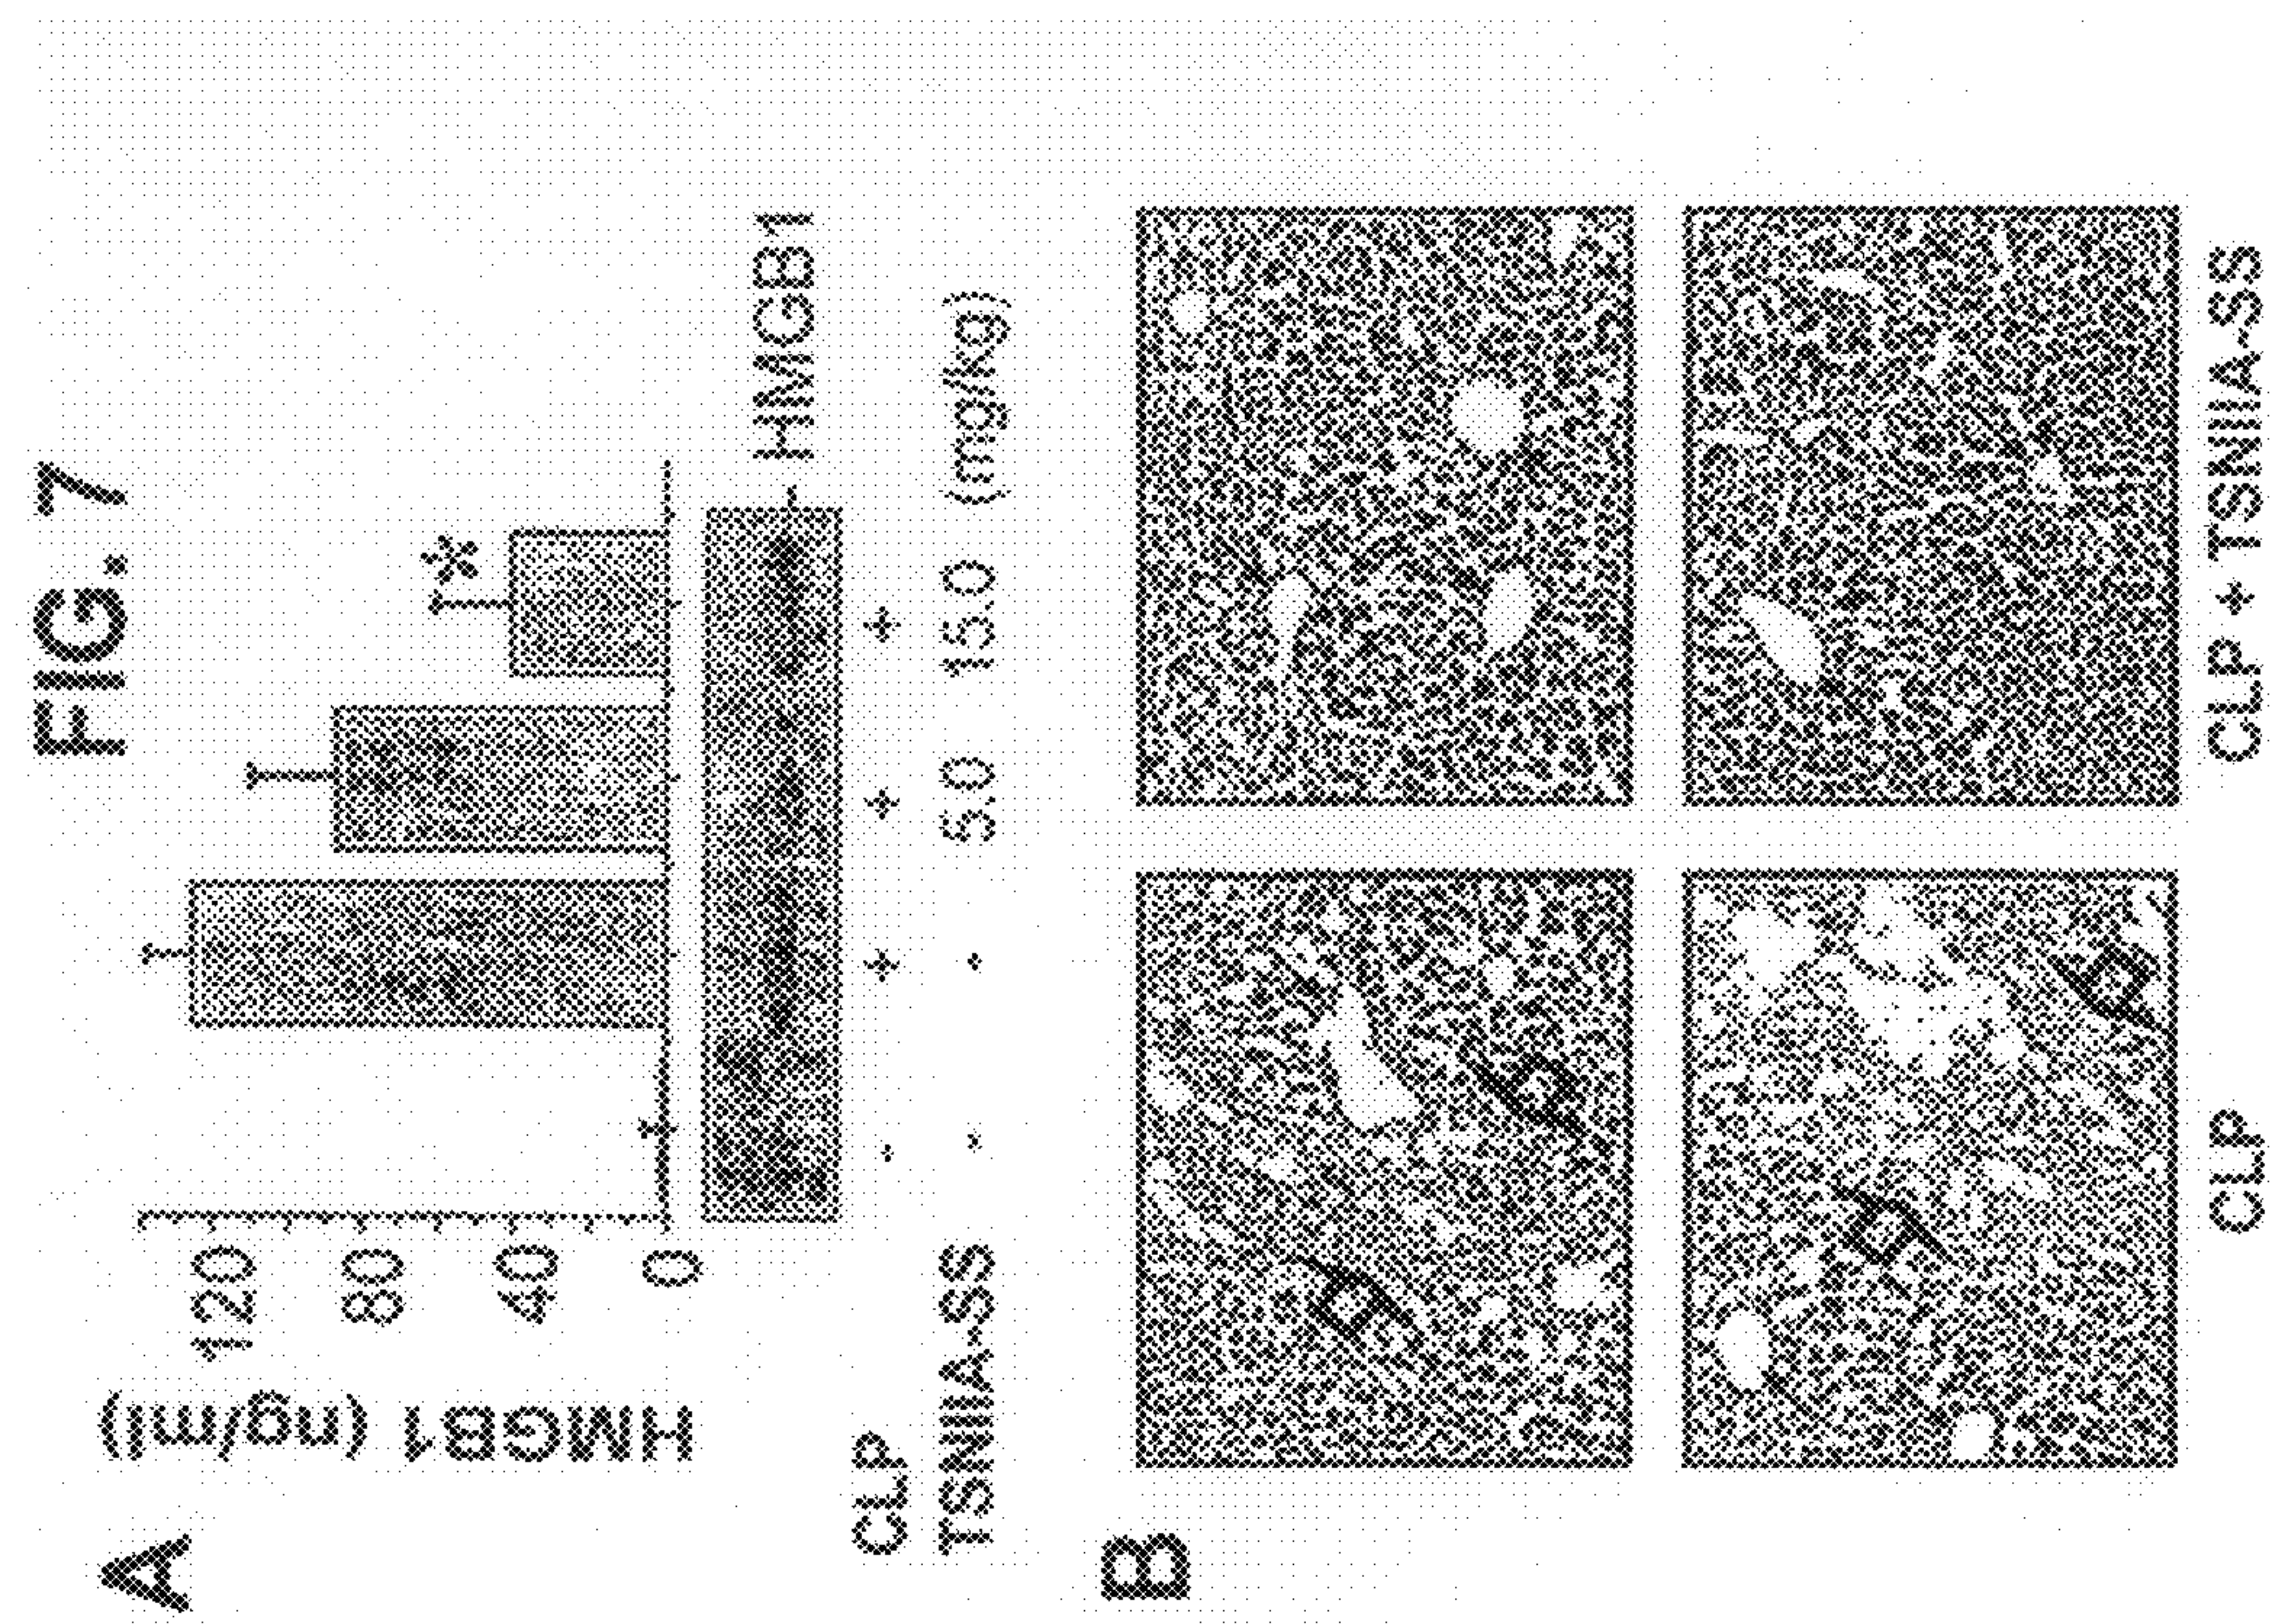 FIG. 7
A
HMGB1 (ng/ml)
120
80
40
0
HMGB1
CLP - + + +
TSNIIA-SS - - 5.0 15.0 (mg/kg)
*
B
CLP CLP + TSNIIA-SS